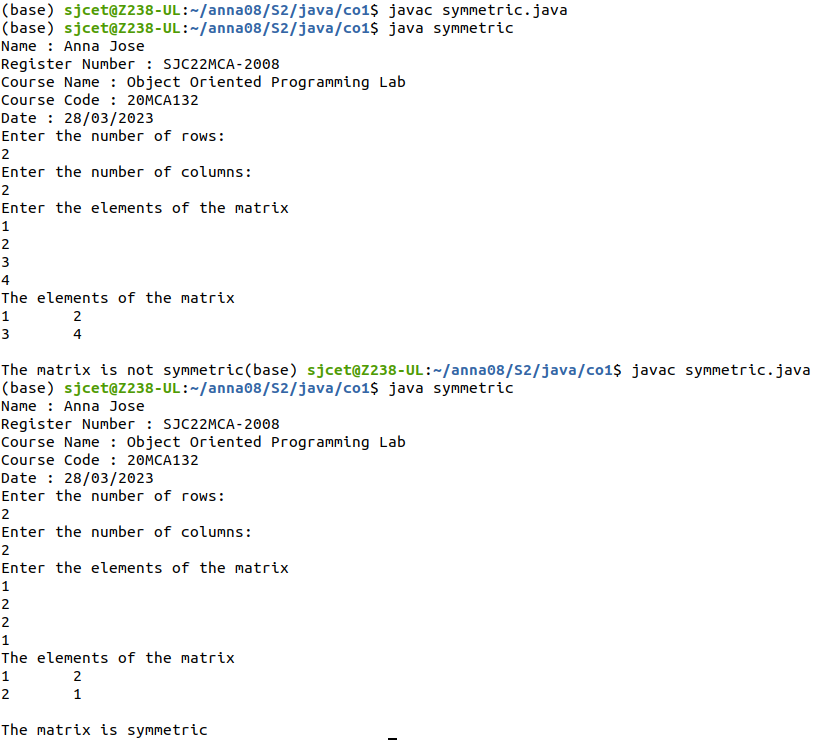 (base) sjcet@Z238-UL:~/anna08/S2/java/co1$ javac symmetric.java
(base) sjcet@Z238-UL:~/anna08/S2/java/co1$ java symmetric
Name : Anna Jose
Register Number : SJC22MCA-2008
Course Name : Object Oriented Programming Lab
Course Code : 20MCA132
Date : 28/03/2023
Enter the number of rows:
2
Enter the number of columns:
2
Enter the elements of the matrix
1
2
3
4
The elements of the matrix
1       2
3       4
The matrix is not symmetric(base) sjcet@Z238-UL:~/anna08/S2/java/co1$ javac symmetric.java
(base) sjcet@Z238-UL:~/anna08/S2/java/co1$ java symmetric
Name : Anna Jose
Register Number : SJC22MCA-2008
Course Name : Object Oriented Programming Lab
Course Code : 20MCA132
Date : 28/03/2023
Enter the number of rows:
2
Enter the number of columns:
2
Enter the elements of the matrix
1
2
2
1
The elements of the matrix
1       2
2       1
The matrix is symmetric